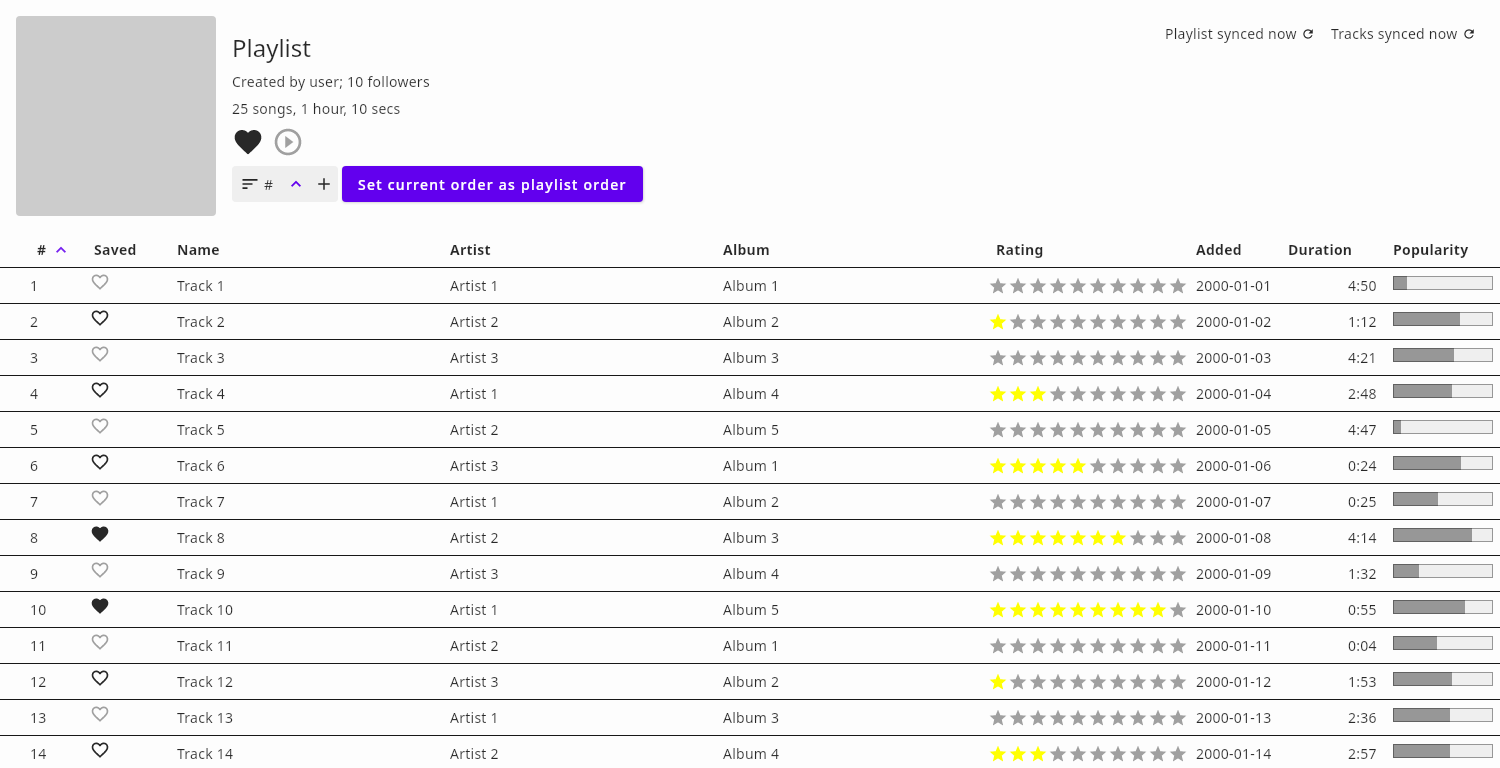 Playlist
Playlist synced now
Tracks synced now
Created by user; 10 followers
25 songs, 1 hour, 10 secs
#
Set current order as playlist order
# Saved Name Artist Album Rating Added Duration Popularity
1 Track 1 Artist 1 Album 1 2000-01-01 4:50
2 Track 2 Artist 2 Album 2 2000-01-02 1:12
3 Track 3 Artist 3 Album 3 2000-01-03 4:21
4 Track 4 Artist 1 Album 4 2000-01-04 2:48
5 Track 5 Artist 2 Album 5 2000-01-05 4:47
6 Track 6 Artist 3 Album 1 2000-01-06 0:24
7 Track 7 Artist 1 Album 2 2000-01-07 0:25
8 Track 8 Artist 2 Album 3 2000-01-08 4:14
9 Track 9 Artist 3 Album 4 2000-01-09 1:32
10 Track 10 Artist 1 Album 5 2000-01-10 0:55
11 Track 11 Artist 2 Album 1 2000-01-11 0:04
12 Track 12 Artist 3 Album 2 2000-01-12 1:53
13 Track 13 Artist 1 Album 3 2000-01-13 2:36
14 Track 14 Artist 2 Album 4 2000-01-14 2:57